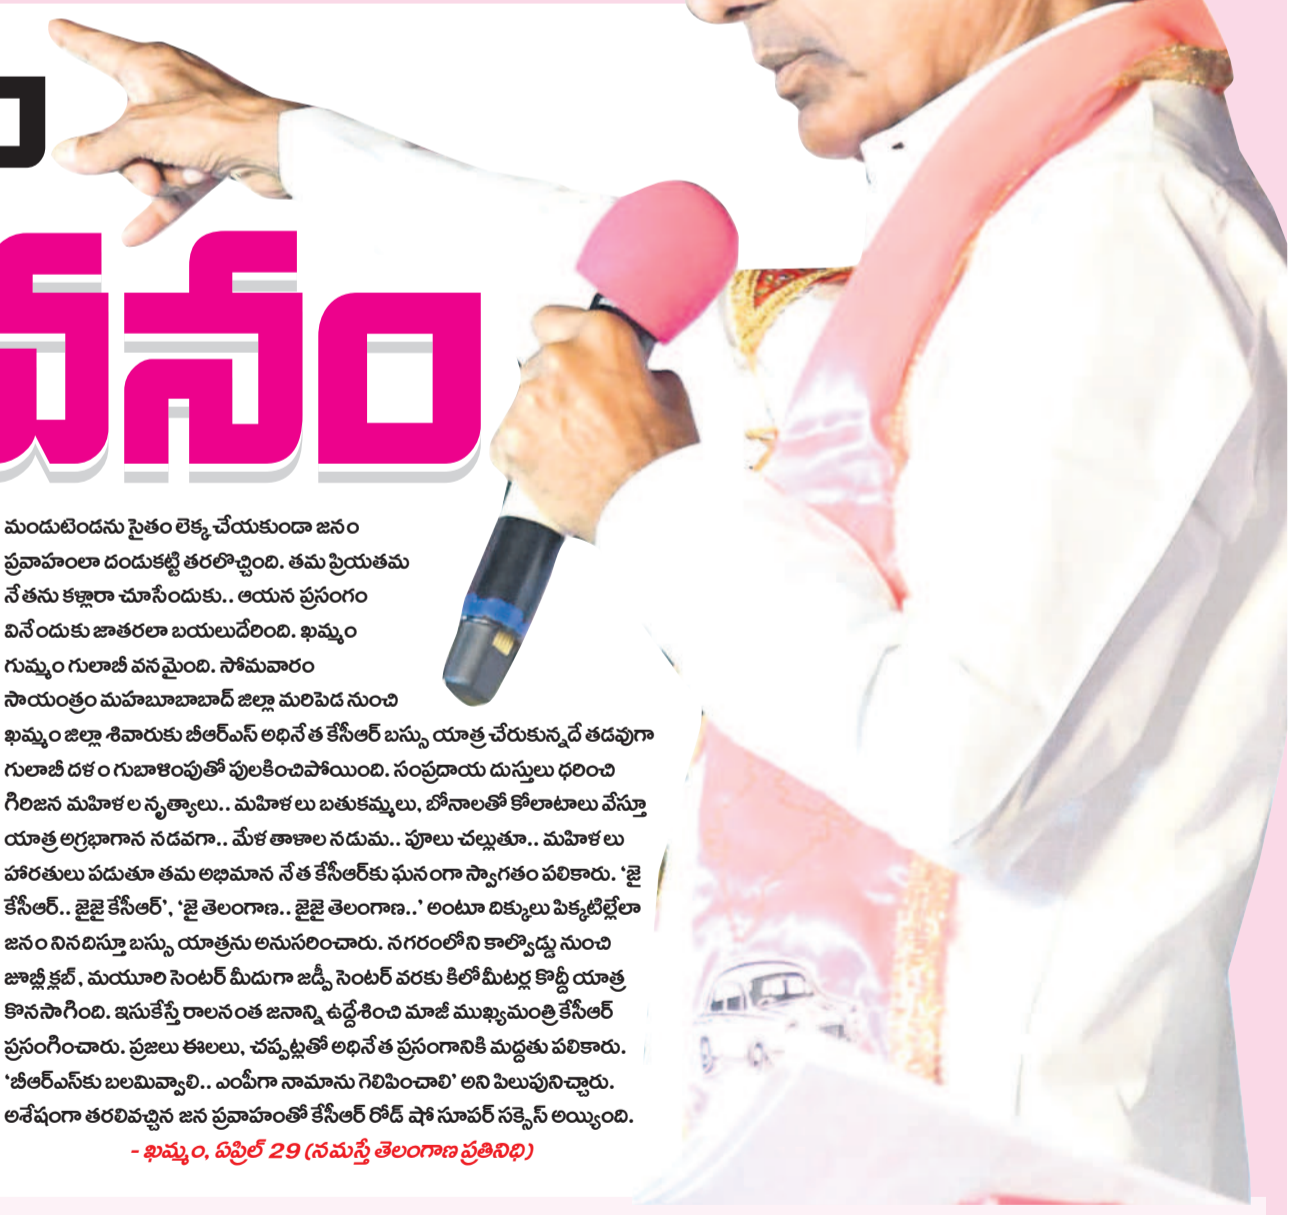 వనం
మండుటెండను సైతం లెక్కచేయకుండా జనం
ప్రవాహంలా దండుకట్టి తరలొచ్చింది. తమ ప్రియతమ
నేతను కళ్లారా చూసేందుకు.. ఆయన ప్రసంగం
వినేందుకు జాతరలా బయలుదేరింది. ఖమ్మం
గుమ్మం గులాబీ వనమైంది. సోమవారం
సాయంత్రం మహబూబాబాద్ జిల్లా మరిపెడ నుంచి
ఖమ్మం జిల్లా శివారుకు బీఆర్ఎస్ అధినేత కేసీఆర్ బస్సు యాత్ర చేరుకున్నదే తడవుగా
గులాబీ దళం గుబాళింపుతో పులకించిపోయింది. సంప్రదాయ దుస్తులు ధరించి
గిరిజన మహిళల నృత్యాలు.. మహిళలు బతుకమ్మలు, బోనాలతో కోలాటాలు వేస్తూ
యాత్ర అగ్రభాగాన నడవగా.. మేళతాళాల నడుమ.. పూలు చల్లుతూ.. మహిళలు
హారతులు పడుతూ తమ అభిమాన నేత కేసీఆర్‌కు ఘనంగా స్వాగతం పలికారు. ‘జై
కేసీఆర్.. జైజై కేసీఆర్’, ‘జై తెలంగాణ.. జైజై తెలంగాణ..’ అంటూ దిక్కులు పిక్కటిల్లేలా
జనం నినదిస్తూ బస్సు యాత్రను అనుసరించారు. నగరంలోని కాల్వొడ్డు నుంచి
జూబ్లీక్లబ్, మయూరి సెంటర్ మీదుగా జడ్పీ సెంటర్ వరకు కిలోమీటర్ల కొద్దీ యాత్ర
కొనసాగింది. ఇసుకేస్తే రాలనంత జనాన్ని ఉద్దేశించి మాజీ ముఖ్యమంత్రి కేసీఆర్
ప్రసంగించారు. ప్రజలు ఈలలు, చప్పట్లతో అధినేత ప్రసంగానికి మద్దతు పలికారు.
‘బీఆర్ఎస్‌కు బలమివ్వాలి.. ఎంపీగా నామాను గెలిపించాలి’ అని పిలుపునిచ్చారు.
అశేషంగా తరలివచ్చిన జన ప్రవాహంతో కేసీఆర్ రోడ్ షో సూపర్ సక్సెస్ అయ్యింది.
- ఖమ్మం, ఏప్రిల్ 29 (నమస్తే తెలంగాణ ప్రతినిధి)